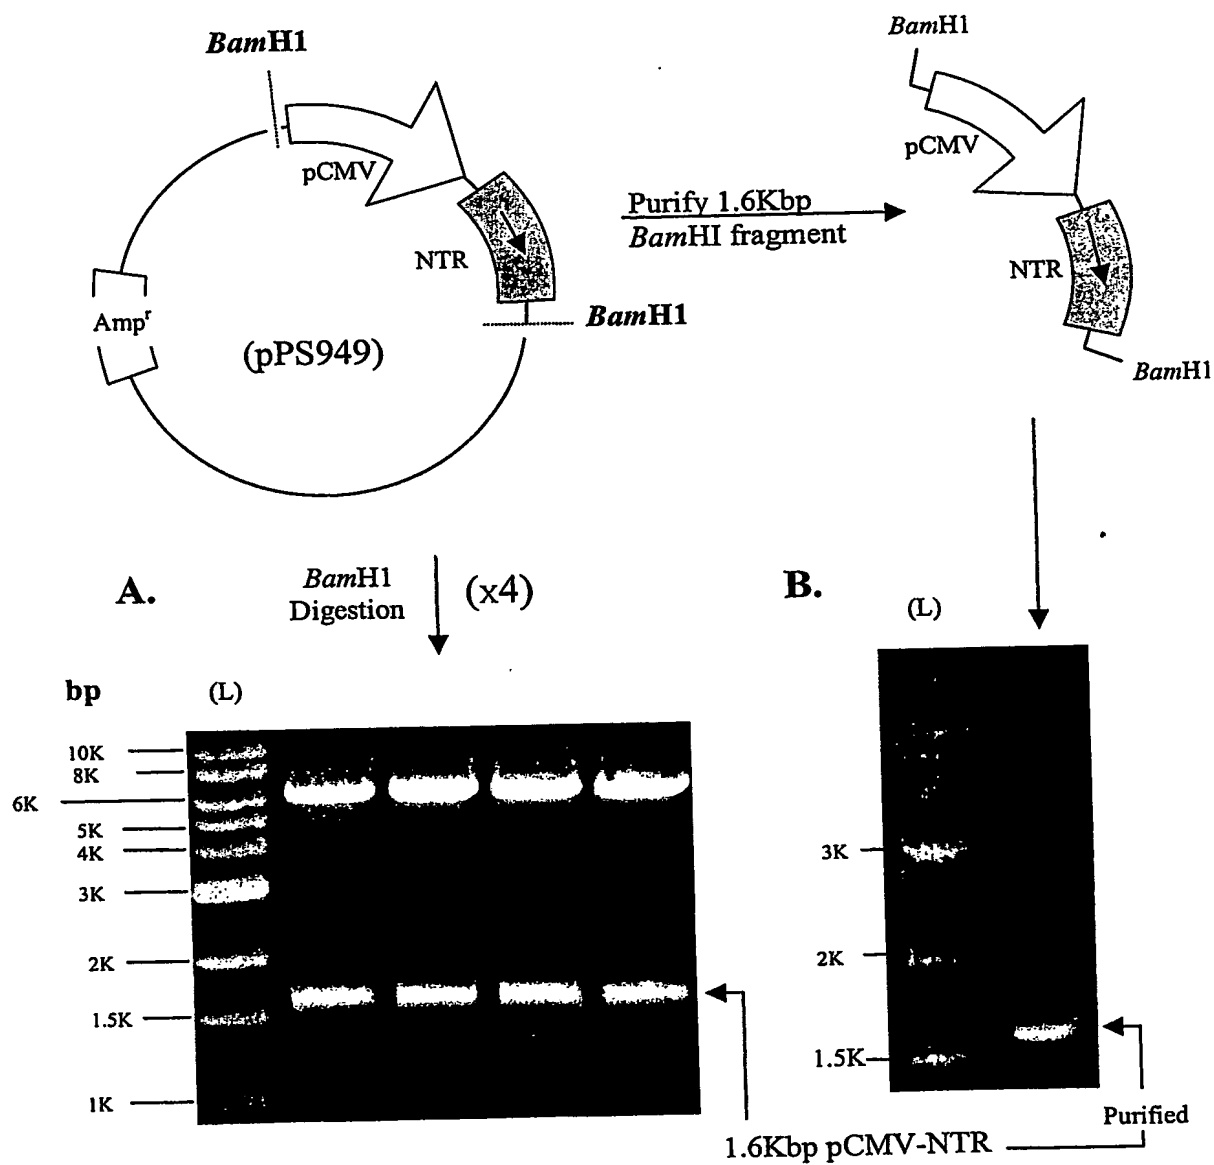 BamH1
BamH1
pCMV
pCMV
Purify 1.6Kbp
BamHI fragment
NTR
NTR
BamH1
Ampr
(pPS949)
BamH1
A.
BamH1
Digestion
(x4)
B.
(L)
bp
(L)
10K
8K
6K
5K
4K
3K
2K
1.5K
1K
3K
2K
1.5K
Purified
1.6Kbp pCMV-NTR